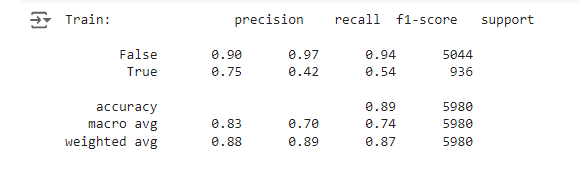 Train: precision recall f1-score support
False 0.90 0.97 0.94 5044
True 0.75 0.42 0.54 936
accuracy 0.89 5980
macro avg 0.83 0.70 0.74 5980
weighted avg 0.88 0.89 0.87 5980